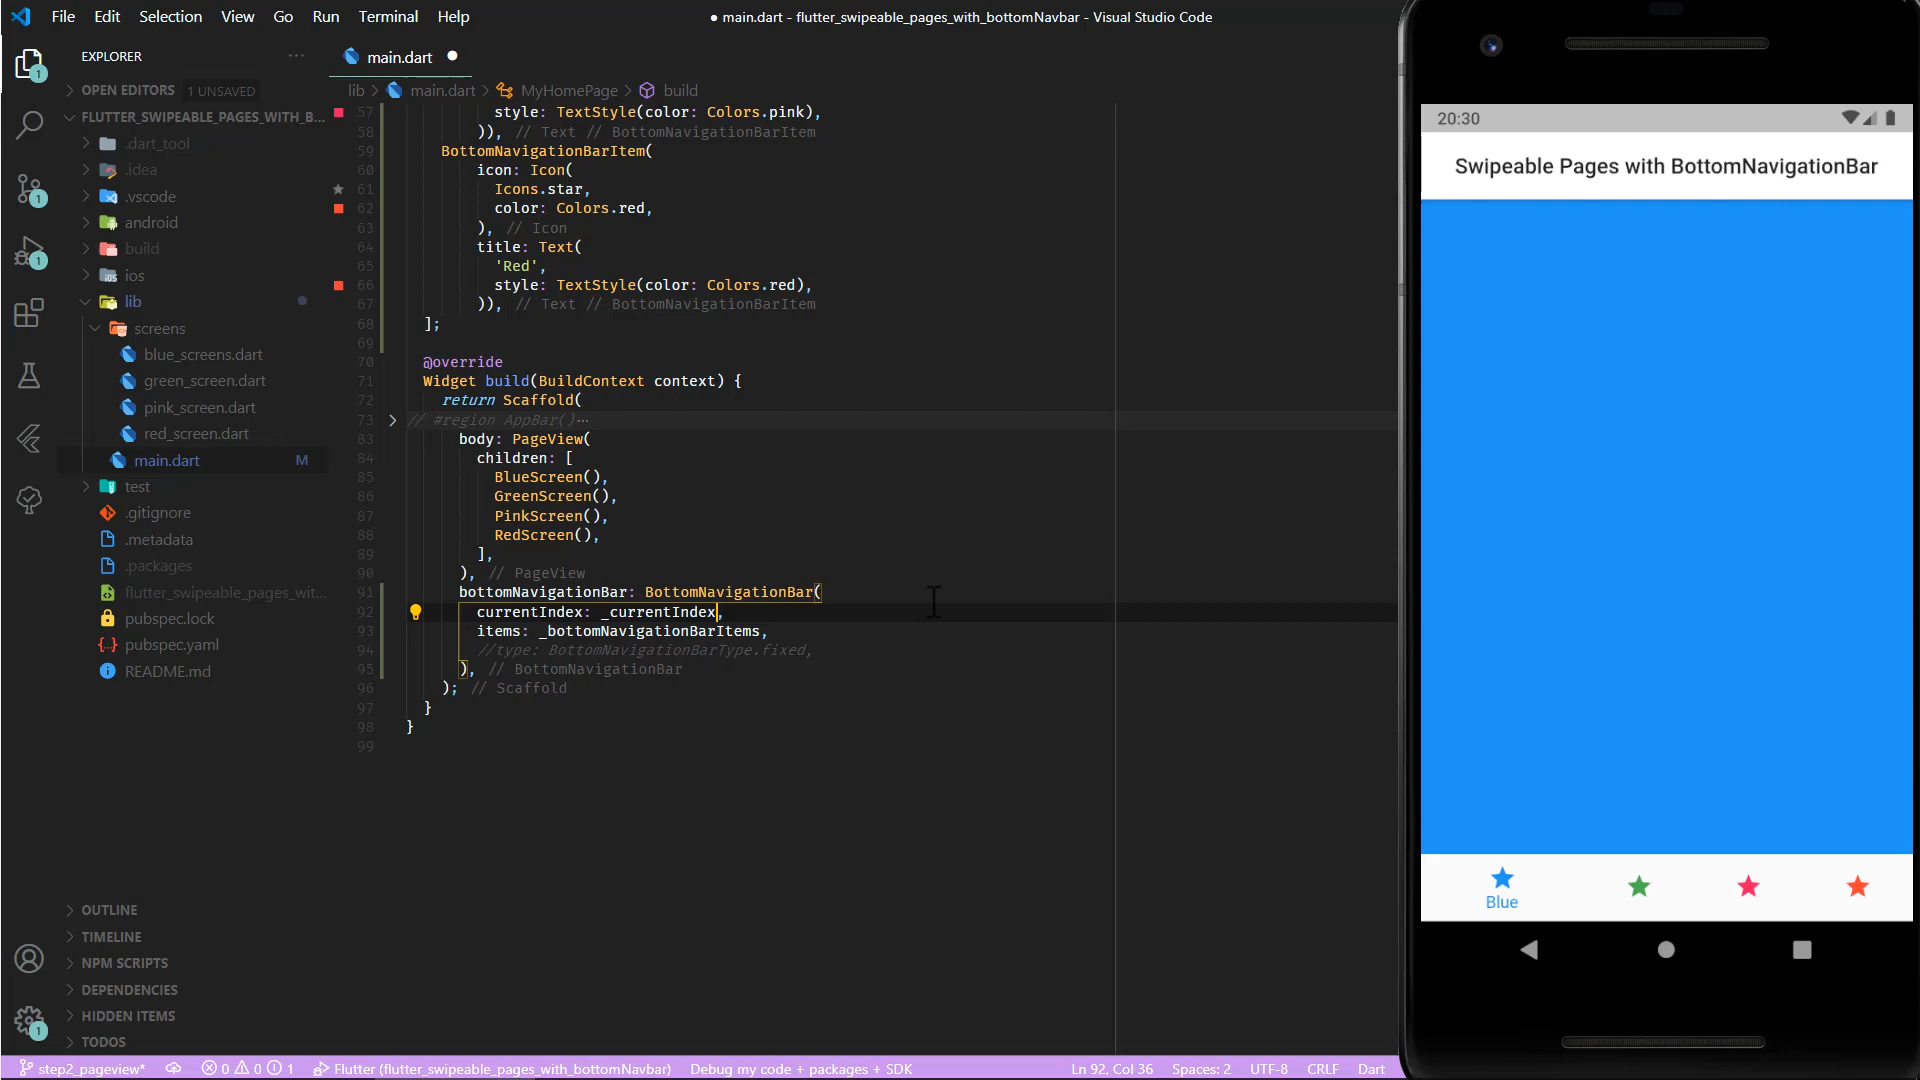 File Edit Selection View Go Run Terminal Help
● main.dart - flutter_swipeable_pages_with_bottomNavbar - Visual Studio Code
EXPLORER
OPEN EDITORS 1 UNSAVED
FLUTTER_SWIPEABLE_PAGES_WITH_B...
.dart_tool
.idea
.vscode
android
build
ios
lib
screens
blue_screens.dart
green_screen.dart
pink_screen.dart
red_screen.dart
main.dart M
test
.gitignore
.metadata
.packages
flutter_swipeable_pages_wit...
pubspec.lock
pubspec.yaml
README.md
OUTLINE
TIMELINE
NPM SCRIPTS
DEPENDENCIES
HIDDEN ITEMS
TODOS
1
1
1
1
main.dart
lib > main.dart > MyHomePage > build
57 style: TextStyle(color: Colors.pink),
58 )), // Text // BottomNavigationBarItem
59 BottomNavigationBarItem(
60 icon: Icon(
61 Icons.star,
62 color: Colors.red,
63 ), // Icon
64 title: Text(
65 'Red',
66 style: TextStyle(color: Colors.red),
67 )), // Text // BottomNavigationBarItem
68 ];
69
70 @override
71 Widget build(BuildContext context) {
72 return Scaffold(
73 // #region AppBar()…
83 body: PageView(
84 children: [
85 BlueScreen(),
86 GreenScreen(),
87 PinkScreen(),
88 RedScreen(),
89 ],
90 ), // PageView
91 bottomNavigationBar: BottomNavigationBar(
92 currentIndex: _currentIndex,
93 items: _bottomNavigationBarItems,
94 //type: BottomNavigationBarType.fixed,
95 ), // BottomNavigationBar
96 ); // Scaffold
97 }
98 }
99
20:30
Swipeable Pages with BottomNavigationBar
Blue
step2_pageview* 0 0 1 Flutter (flutter_swipeable_pages_with_bottomNavbar) Debug my code + packages + SDK Ln 92, Col 36 Spaces: 2 UTF-8 CRLF Dart